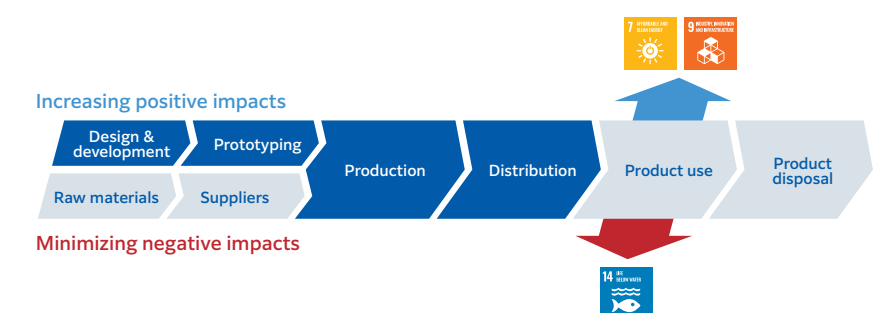 7 AFFORDABLE AND
CLEAN ENERGY
9 INDUSTRY, INNOVATION
AND INFRASTRUCTURE
Increasing positive impacts
Design &
development
Prototyping
Production
Distribution
Product use
Product
disposal
Raw materials
Suppliers
Minimizing negative impacts
14 LIFE
BELOW WATER